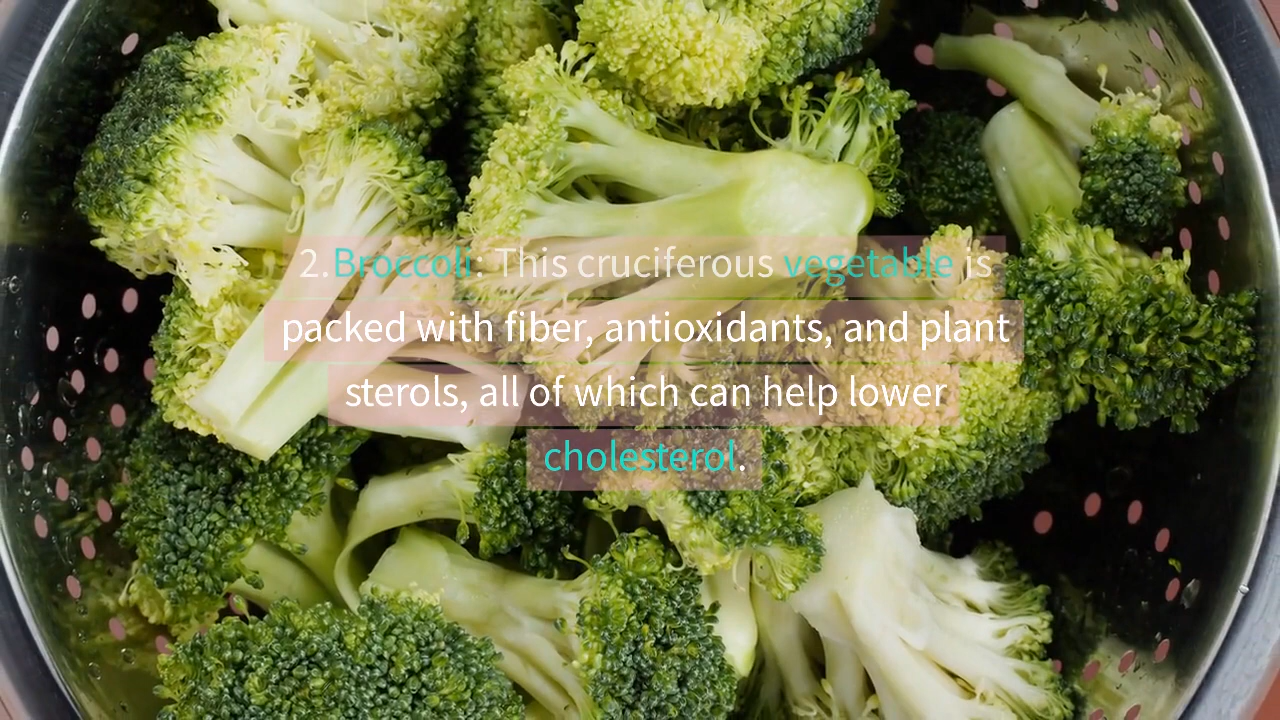 2.Broccoli: This cruciferous vegetable is
packed with fiber, antioxidants, and plant
sterols, all of which can help lower
cholesterol.